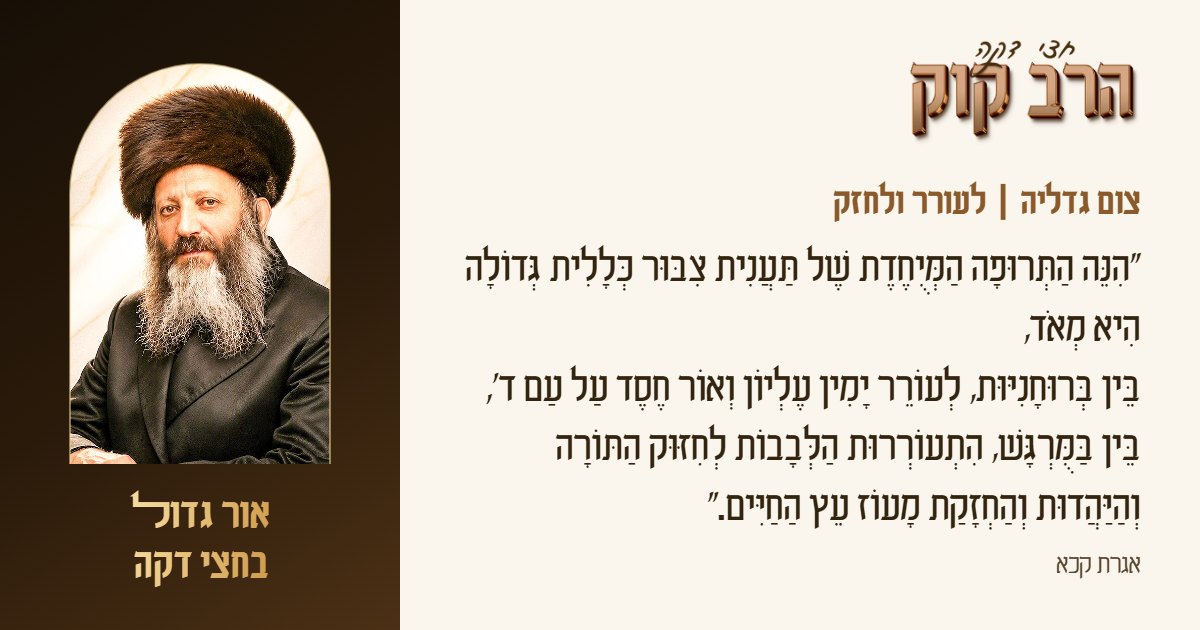 חצי דקה
הרב קוק
צום גדליה | לעורר ולחזק
"הִנֵּה הַתְּרוּפָה הַמְּיֻחֶדֶת שֶׁל תַּעֲנִית צִבּוּר כְּלָלִית גְּדוֹלָה
הִיא מְאֹד,
בֵּין בְּרוּחָנִיּוּת, לְעוֹרֵר יָמִין עֶלְיוֹן וְאוֹר חֶסֶד עַל עַם ד',
בֵּין בַּמֻּרְגָּשׁ, הִתְעוֹרְרוּת הַלְּבָבוֹת לְחִזּוּק הַתּוֹרָה
וְהַיַּהֲדוּת וְהַחְזָקַת מָעוֹז עֵץ הַחַיִּים."
אגרת קכא
אור גדול
בחצי דקה